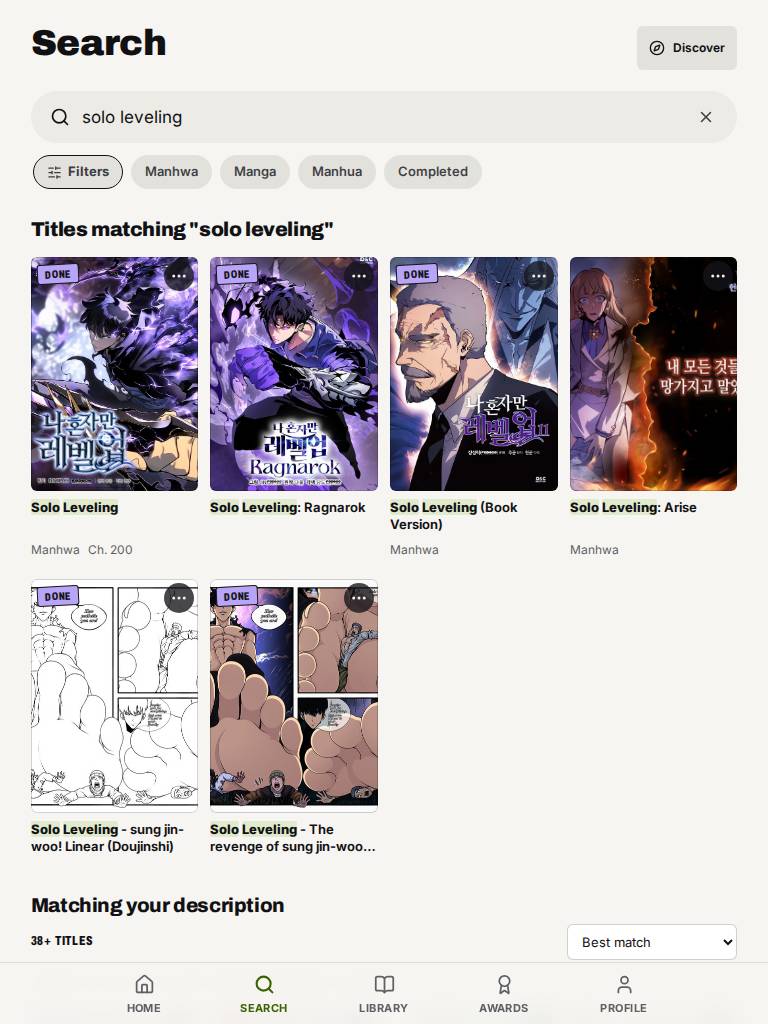 Search
Discover
solo leveling
Filters
Manhwa
Manga
Manhua
Completed
Titles matching "solo leveling"
DONE
나 혼자만
레벨업
DONE
나 혼자만
레벨업
Ragnarok
DONE
나 혼자만
레벨업 II
내 모든 것들
망가지고 말았
Solo Leveling
Manhwa Ch. 200
Solo Leveling: Ragnarok
Solo Leveling (Book
Version)
Manhwa
Solo Leveling: Arise
Manhwa
DONE
DONE
Solo Leveling - sung jin-
woo! Linear (Doujinshi)
Solo Leveling - The
revenge of sung jin-woo...
Matching your description
38+ TITLES
Best match
HOME
SEARCH
LIBRARY
AWARDS
PROFILE